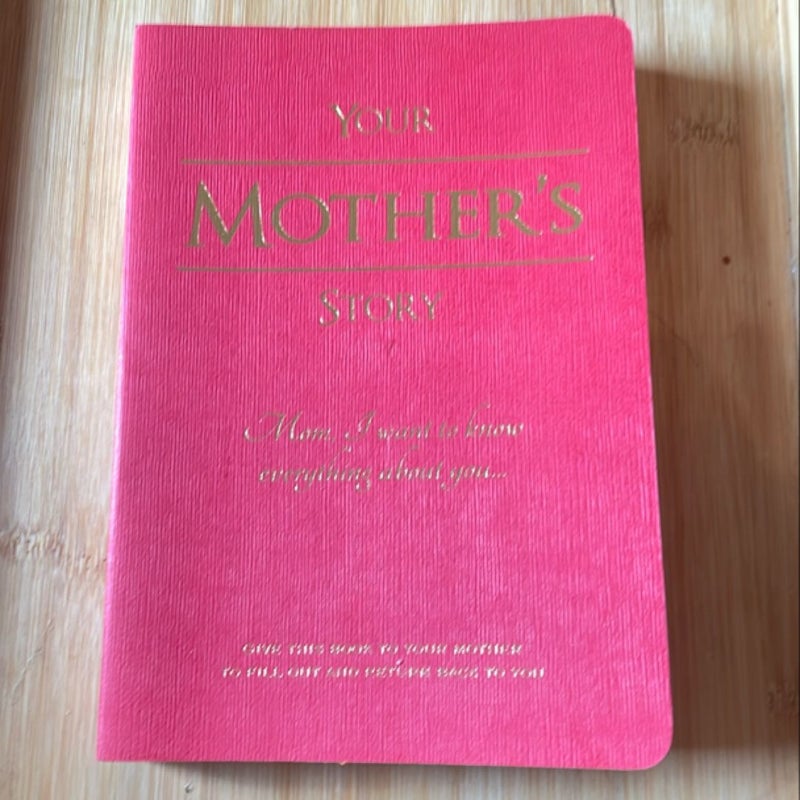 YOUR
MOTHER'S
STORY
Mom, I want to know
everything about you...
GIVE THIS BOOK TO YOUR MOTHER
TO FILL OUT AND RETURN BACK TO YOU